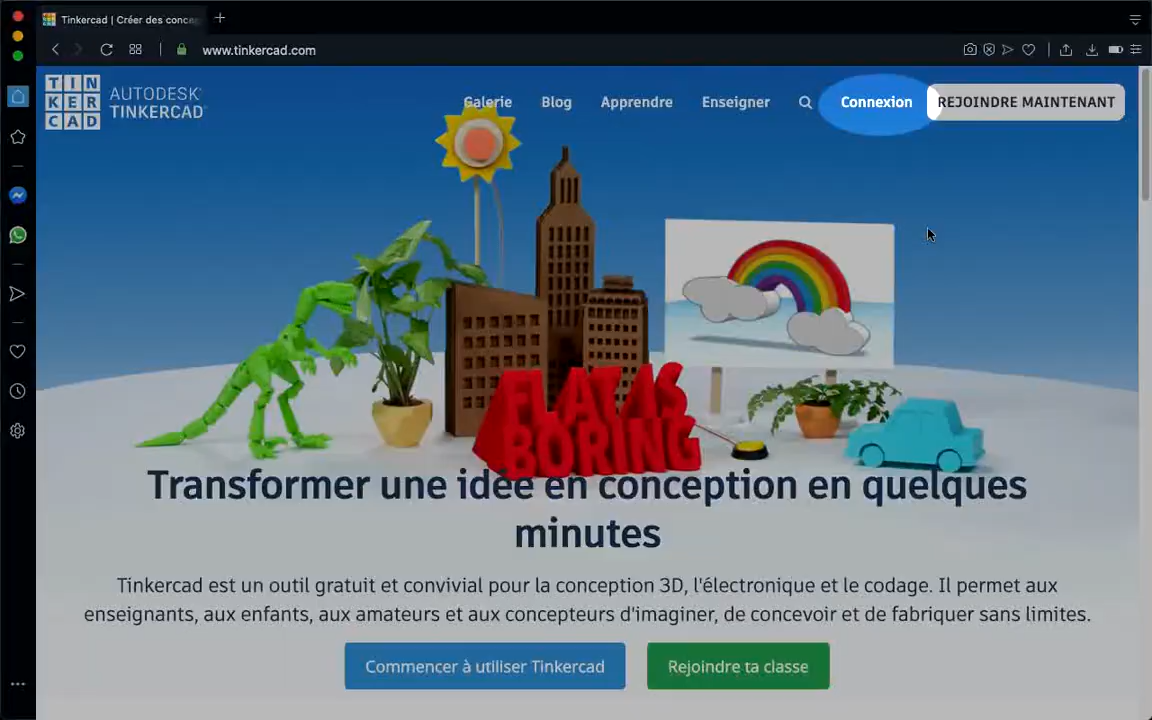 Tinkercad | Créer des conce
www.tinkercad.com
TIN
KER
CAD
AUTODESK
TINKERCAD
Galerie
Blog
Apprendre
Enseigner
Connexion
REJOINDRE MAINTENANT
FLAT AS
BORING
Transformer une idée en conception en quelques
minutes
Tinkercad est un outil gratuit et convivial pour la conception 3D, l'électronique et le codage. Il permet aux
enseignants, aux enfants, aux amateurs et aux concepteurs d'imaginer, de concevoir et de fabriquer sans limites.
Commencer à utiliser Tinkercad
Rejoindre ta classe